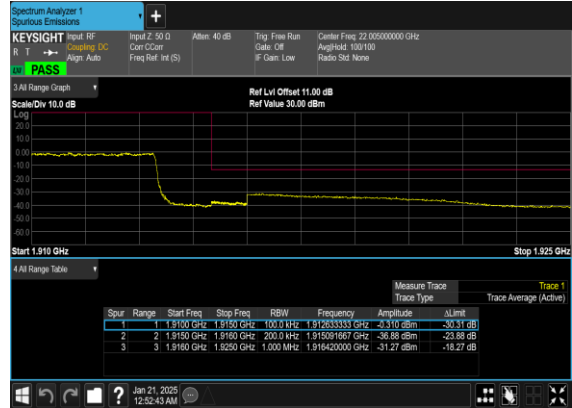 Spectrum Analyzer 1
Spurious Emissions
KEYSIGHT Input: RF Input Z: 50 Ω Atten: 40 dB Trig: Free Run Center Freq: 22.005000000 GHz
R T Coupling: DC Corr CCorr Gate: Off Avg|Hold: 100/100
Align: Auto Freq Ref: Int (S) IF Gain: Low Radio Std: None
PASS
3 All Range Graph
Ref Lvl Offset 11.00 dB
Scale/Div 10.0 dB Ref Value 30.00 dBm
Log
20.0
10.0
0.00
-10.0
-20.0
-30.0
-40.0
-50.0
-60.0
Start 1.910 GHz Stop 1.925 GHz
4 All Range Table
Measure Trace Trace 1
Trace Type Trace Average (Active)
Spur Range Start Freq Stop Freq RBW Frequency Amplitude ΔLimit
1 1 1.9100 GHz 1.9150 GHz 100.0 kHz 1.912633333 GHz -0.310 dBm -30.31 dB
2 2 1.9150 GHz 1.9160 GHz 200.0 kHz 1.915091667 GHz -36.88 dBm -23.88 dB
3 3 1.9160 GHz 1.9250 GHz 1.000 MHz 1.916420000 GHz -31.27 dBm -18.27 dB
? Jan 21, 2025
12:52:43 AM